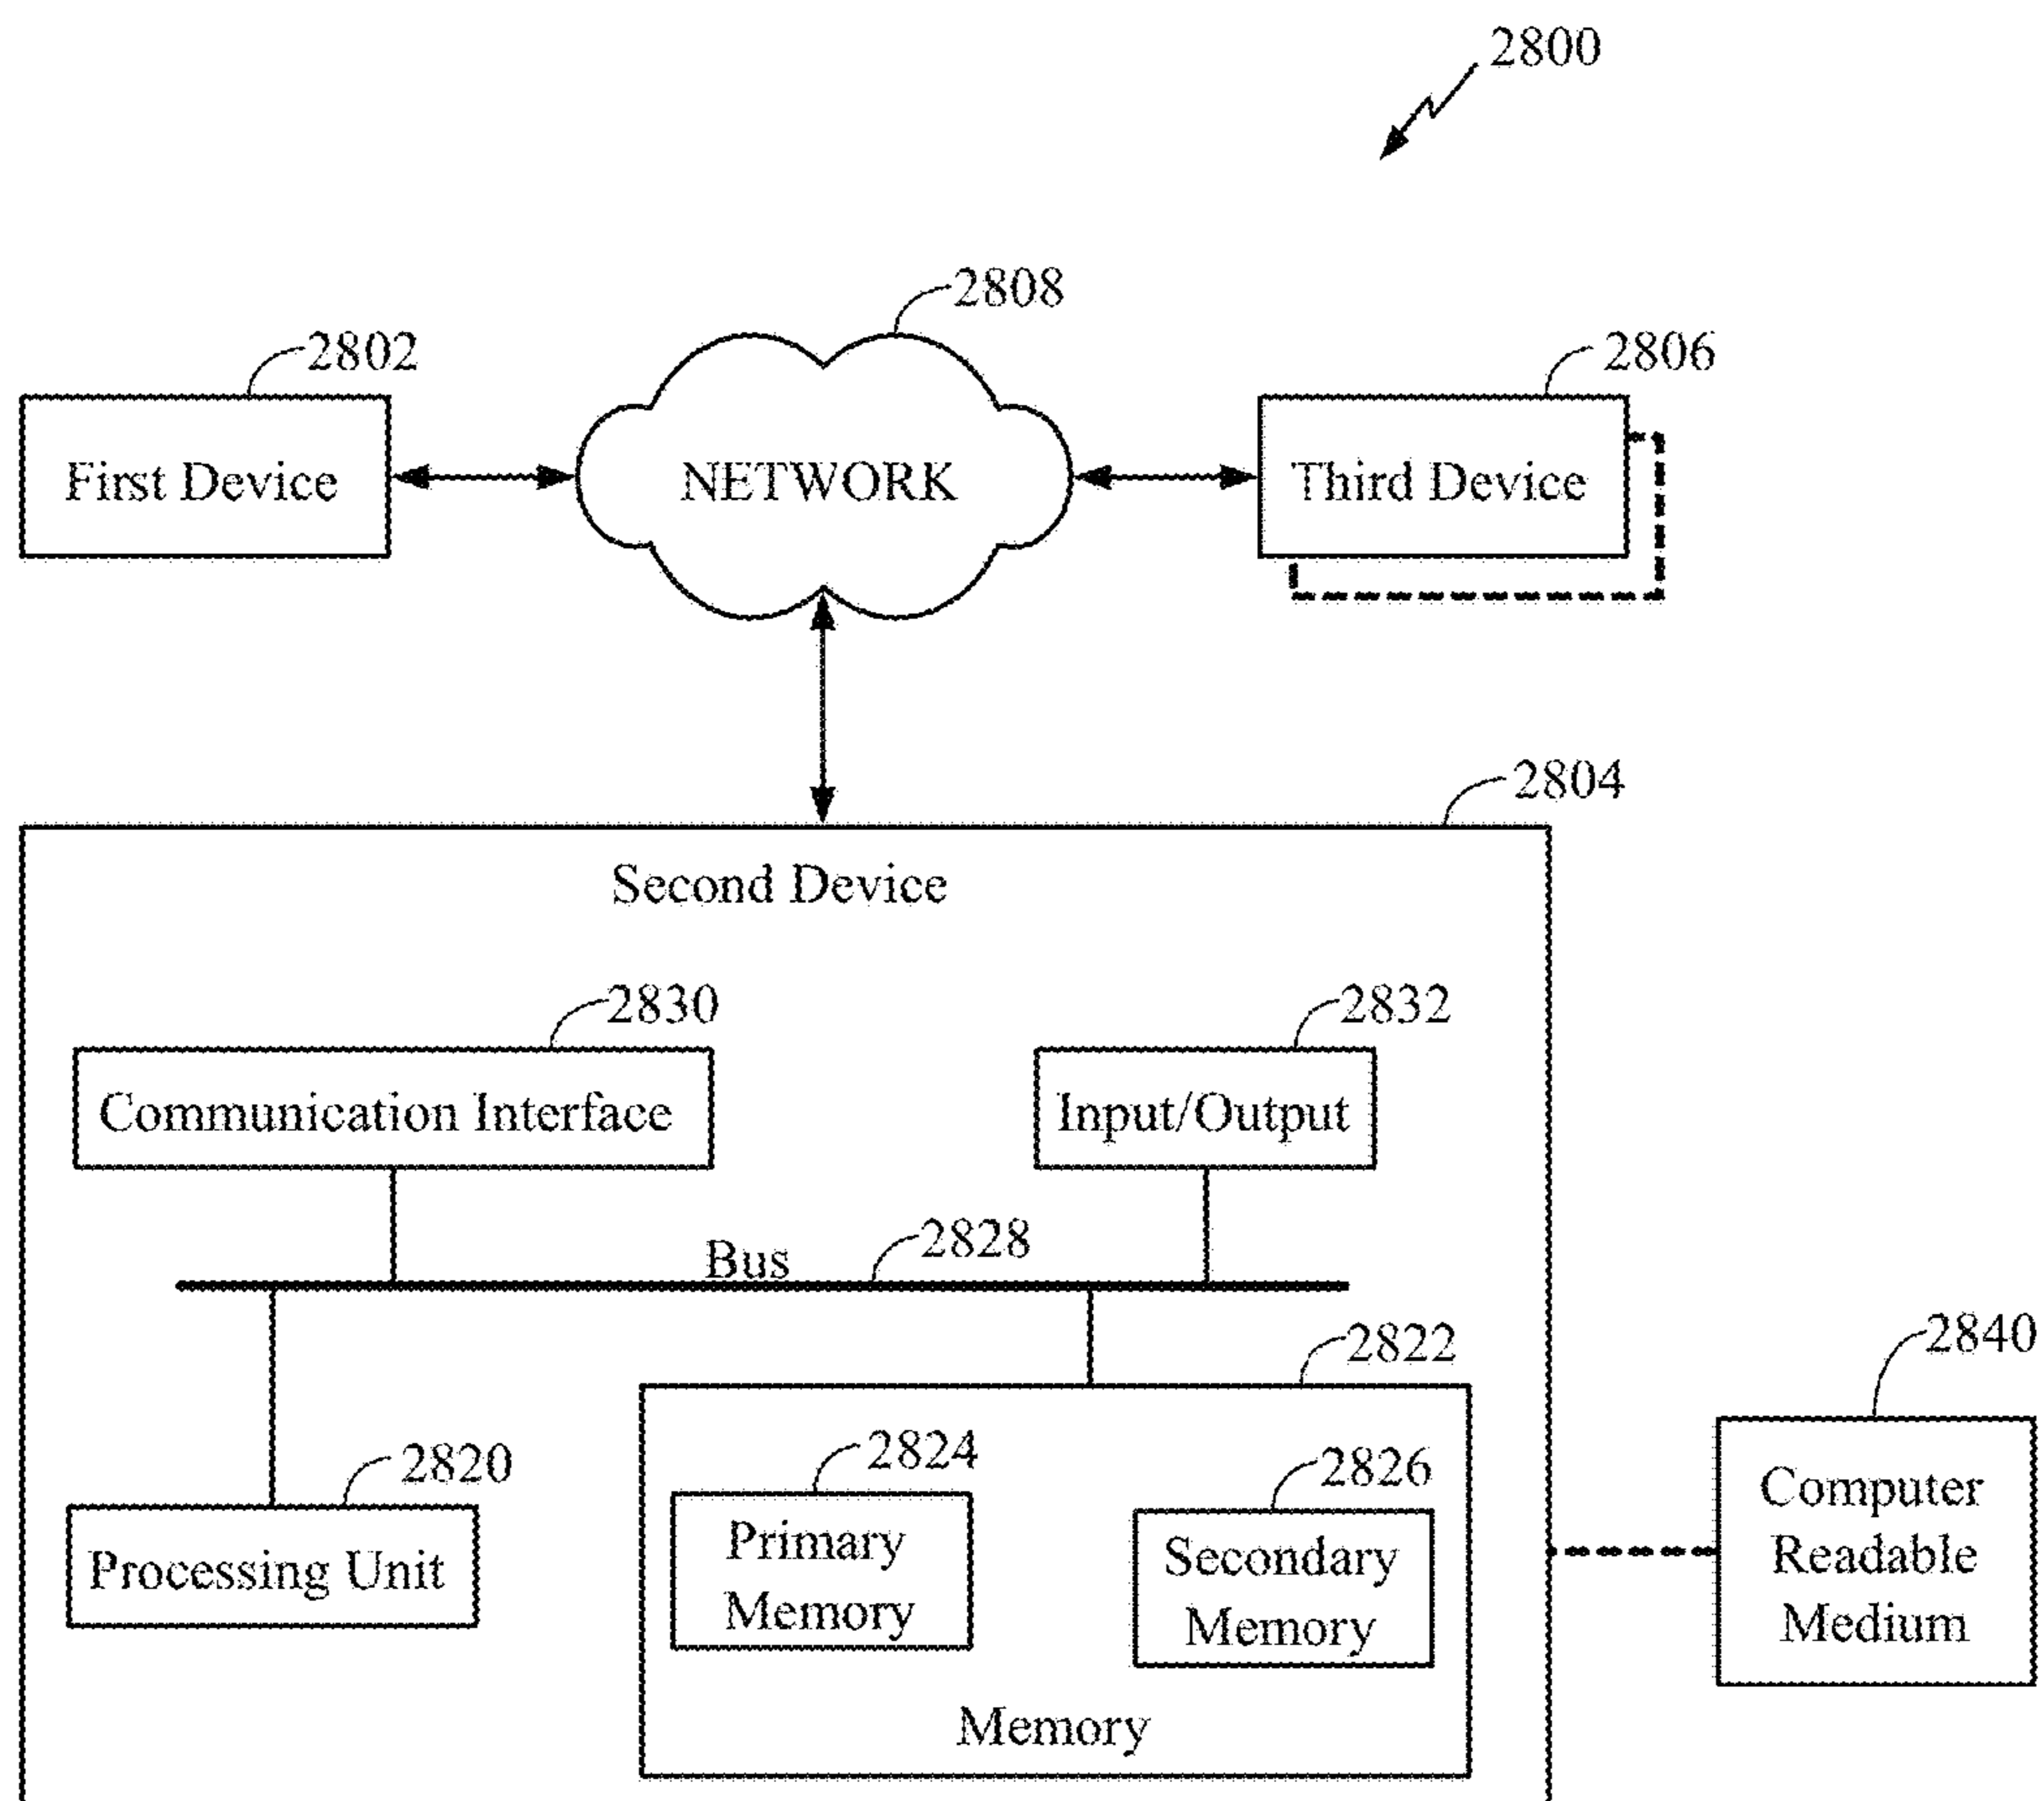 2800
2808
2802
2806
First Device
NETWORK
Third Device
2804
Second Device
2830
2832
Communication Interface
Input/Output
Bus
2828
2822
2840
2824
2820
2826
Computer
Readable
Medium
Primary
Memory
Secondary
Memory
Processing Unit
Memory